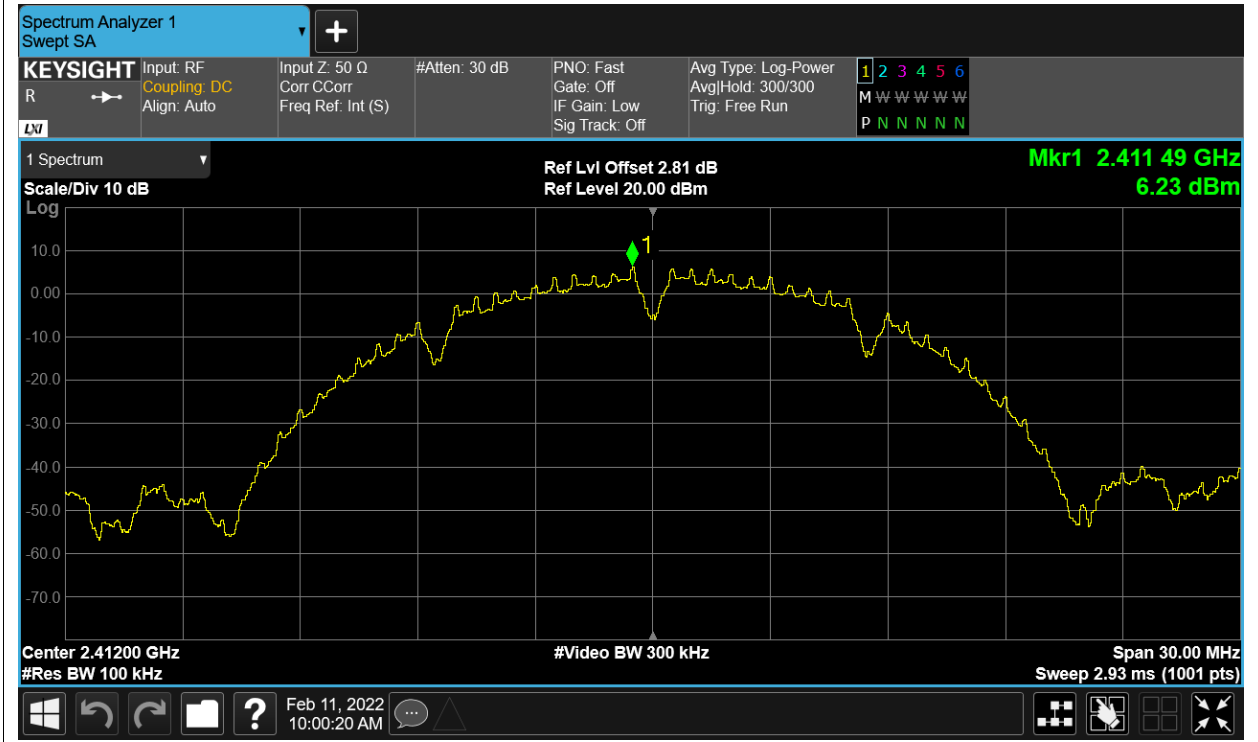 Spectrum Analyzer 1
Swept SA
+
KEYSIGHT
R
LXI
Input: RF
Coupling: DC
Align: Auto
Input Z: 50 Ω
Corr CCorr
Freq Ref: Int (S)
#Atten: 30 dB
PNO: Fast
Gate: Off
IF Gain: Low
Sig Track: Off
Avg Type: Log-Power
Avg|Hold: 300/300
Trig: Free Run
1 2 3 4 5 6
M W W W W W
P N N N N N
1 Spectrum
Scale/Div 10 dB
Log
Ref Lvl Offset 2.81 dB
Ref Level 20.00 dBm
Mkr1 2.411 49 GHz
6.23 dBm
1
10.0
0.00
-10.0
-20.0
-30.0
-40.0
-50.0
-60.0
-70.0
Center 2.41200 GHz
#Res BW 100 kHz
#Video BW 300 kHz
Span 30.00 MHz
Sweep 2.93 ms (1001 pts)
?
Feb 11, 2022
10:00:20 AM